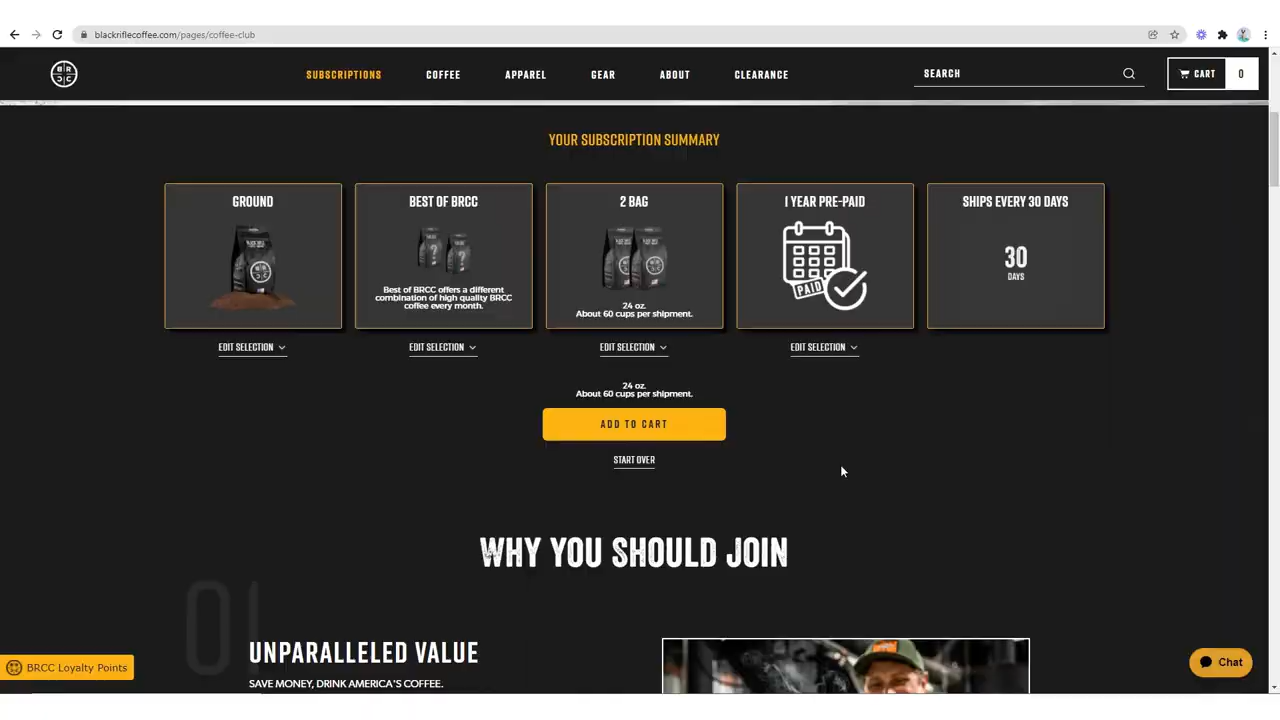 blackriflecoffee.com/pages/coffee-club
SUBSCRIPTIONS COFFEE APPAREL GEAR ABOUT CLEARANCE SEARCH CART 0
YOUR SUBSCRIPTION SUMMARY
GROUND
EDIT SELECTION
BEST OF BRCC
Best of BRCC offers a different
combination of high quality BRCC
coffee every month.
EDIT SELECTION
2 BAG
24 oz.
About 60 cups per shipment.
EDIT SELECTION
1 YEAR PRE-PAID
PAID
EDIT SELECTION
SHIPS EVERY 30 DAYS
30
DAYS
24 oz.
About 60 cups per shipment.
ADD TO CART
START OVER
WHY YOU SHOULD JOIN
01
UNPARALLELED VALUE
SAVE MONEY, DRINK AMERICA'S COFFEE.
BRCC Loyalty Points
Chat